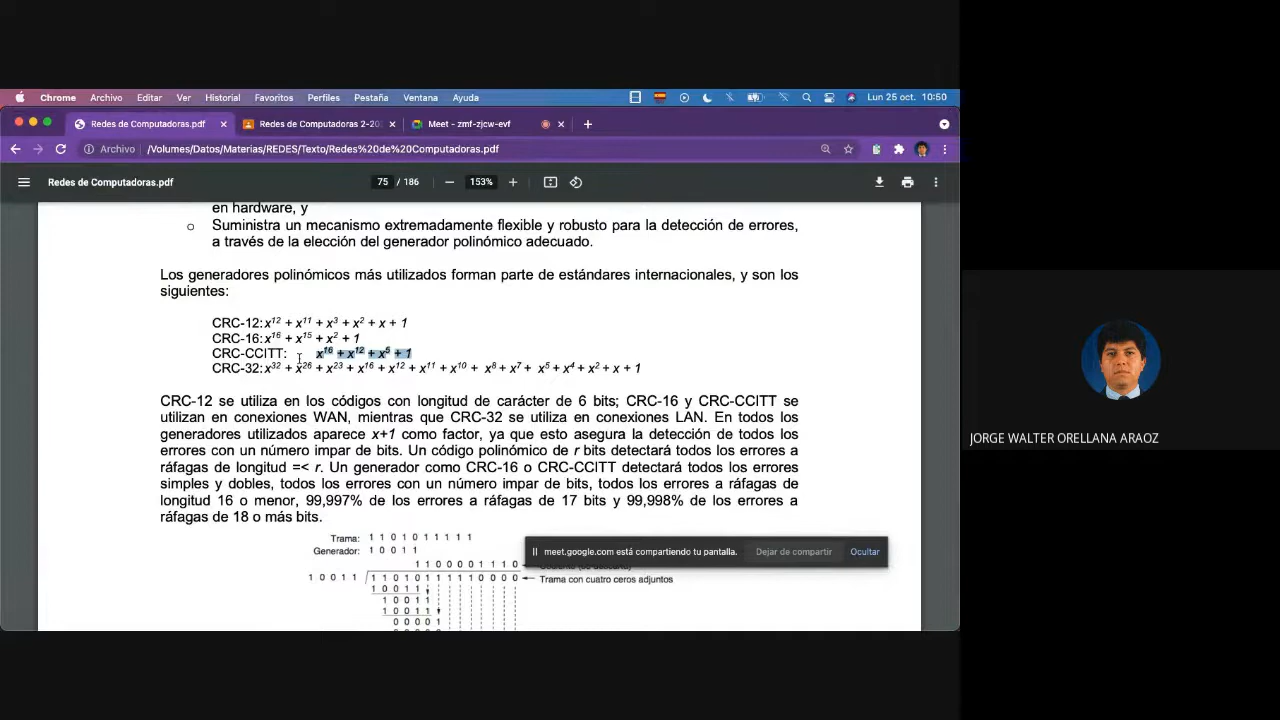 Chrome Archivo Editar Ver Historial Favoritos Perfiles Pestaña Ventana Ayuda Lun 25 oct. 10:50
Redes de Computadoras.pdf Redes de Computadoras 2-20 Meet - zmf-zjcw-evf
Archivo /Volumes/Datos/Materias/REDES/Texto/Redes%20de%20Computadoras.pdf
Redes de Computadoras.pdf 75 / 186 153%
en hardware, y
o Suministra un mecanismo extremadamente flexible y robusto para la detección de errores,
a través de la elección del generador polinómico adecuado.
Los generadores polinómicos más utilizados forman parte de estándares internacionales, y son los
siguientes:
CRC-12: x¹² + x¹¹ + x³ + x² + x + 1
CRC-16: x¹⁶ + x¹⁵ + x² + 1
CRC-CCITT: x¹⁶ + x¹² + x⁵ + 1
CRC-32: x³² + x²⁶ + x²³ + x¹⁶ + x¹² + x¹¹ + x¹⁰ + x⁸ + x⁷ + x⁵ + x⁴ + x² + x + 1
CRC-12 se utiliza en los códigos con longitud de carácter de 6 bits; CRC-16 y CRC-CCITT se
utilizan en conexiones WAN, mientras que CRC-32 se utiliza en conexiones LAN. En todos los
generadores utilizados aparece x+1 como factor, ya que esto asegura la detección de todos los
errores con un número impar de bits. Un código polinómico de r bits detectará todos los errores a
ráfagas de longitud =< r. Un generador como CRC-16 o CRC-CCITT detectará todos los errores
simples y dobles, todos los errores con un número impar de bits, todos los errores a ráfagas de
longitud 16 o menor, 99,997% de los errores a ráfagas de 17 bits y 99,998% de los errores a
ráfagas de 18 o más bits.
Trama: 1 1 0 1 0 1 1 1 1 1
Generador: 1 0 0 1 1
meet.google.com está compartiendo tu pantalla. Dejar de compartir Ocultar
1 1 0 0 0 0 1 1 1 0
1 0 0 1 1 1 1 0 1 0 1 1 1 1 1 0 0 0 0 Trama con cuatro ceros adjuntos
1 0 0 1 1
1 0 0 1 1
1 0 0 1 1
0 0 0 0 1
JORGE WALTER ORELLANA ARAOZ